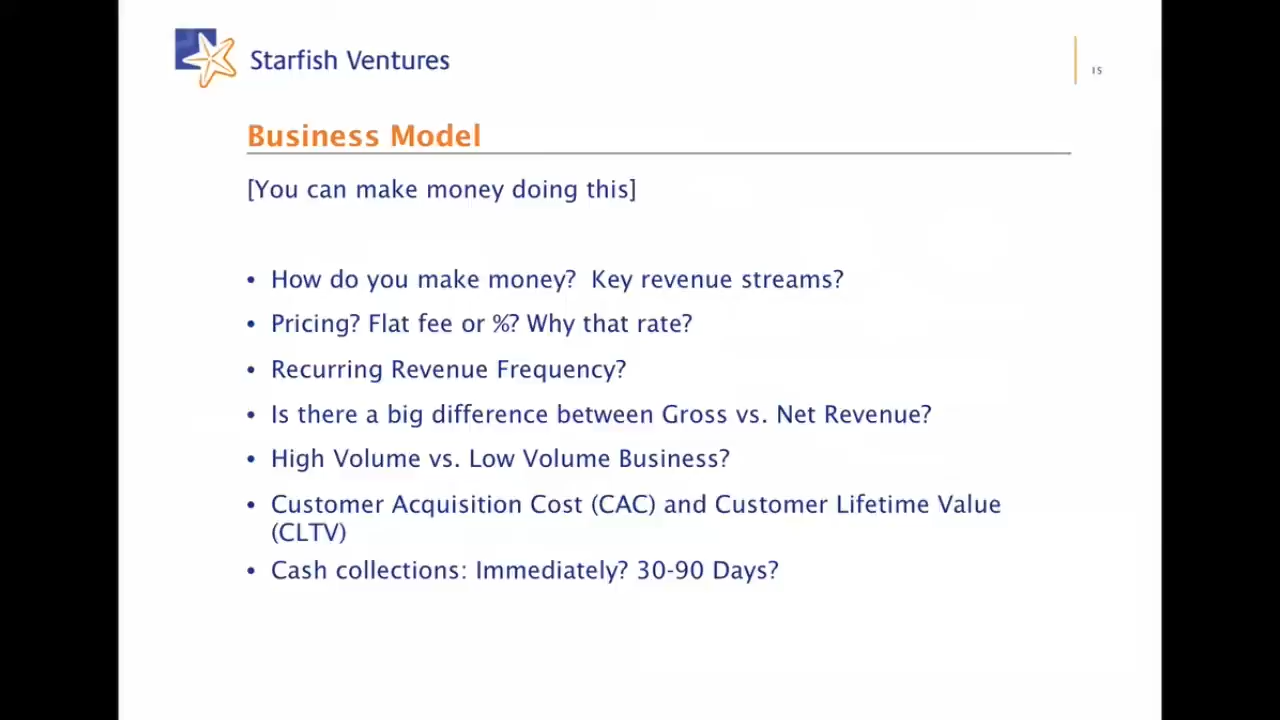 Starfish Ventures
15
Business Model
[You can make money doing this]
• How do you make money?  Key revenue streams?
• Pricing? Flat fee or %? Why that rate?
• Recurring Revenue Frequency?
• Is there a big difference between Gross vs. Net Revenue?
• High Volume vs. Low Volume Business?
• Customer Acquisition Cost (CAC) and Customer Lifetime Value
(CLTV)
• Cash collections: Immediately? 30-90 Days?